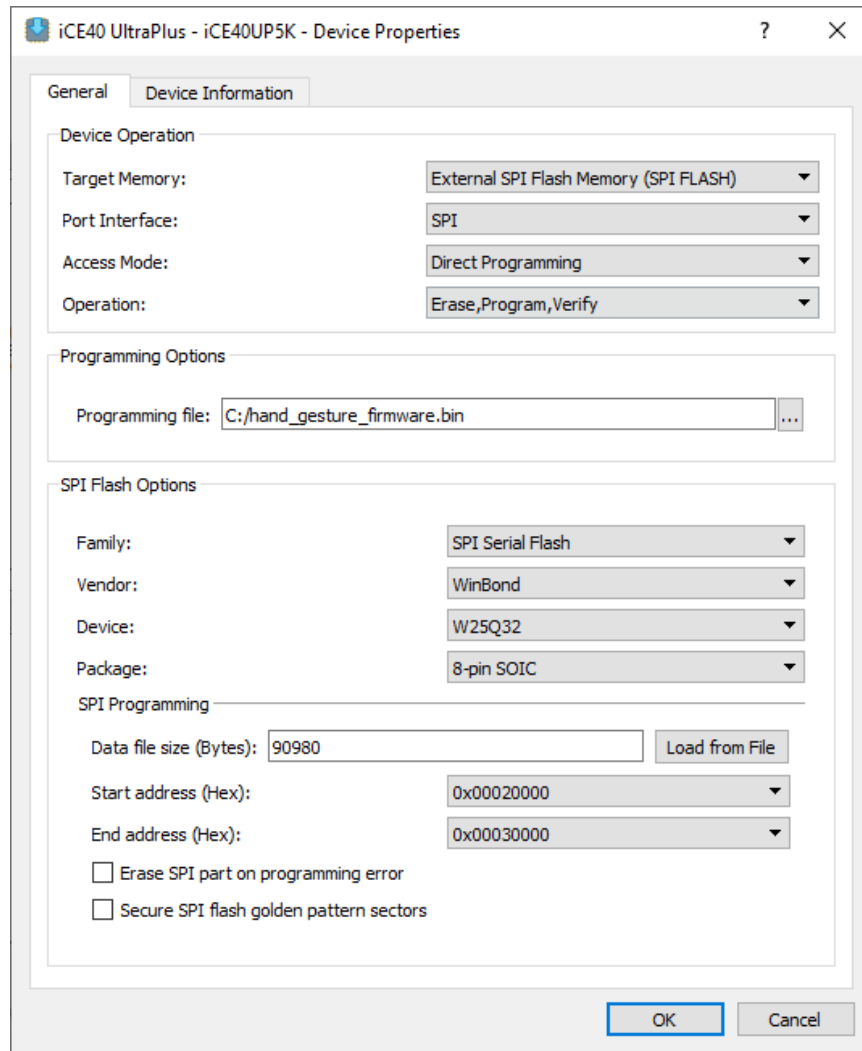 iCE40 UltraPlus - iCE40UP5K - Device Properties ? ×
General Device Information
Device Operation
Target Memory: External SPI Flash Memory (SPI FLASH)
Port Interface: SPI
Access Mode: Direct Programming
Operation: Erase,Program,Verify
Programming Options
Programming file: C:/hand_gesture_firmware.bin ...
SPI Flash Options
Family: SPI Serial Flash
Vendor: WinBond
Device: W25Q32
Package: 8-pin SOIC
SPI Programming
Data file size (Bytes): 90980 Load from File
Start address (Hex): 0x00020000
End address (Hex): 0x00030000
Erase SPI part on programming error
Secure SPI flash golden pattern sectors
OK Cancel